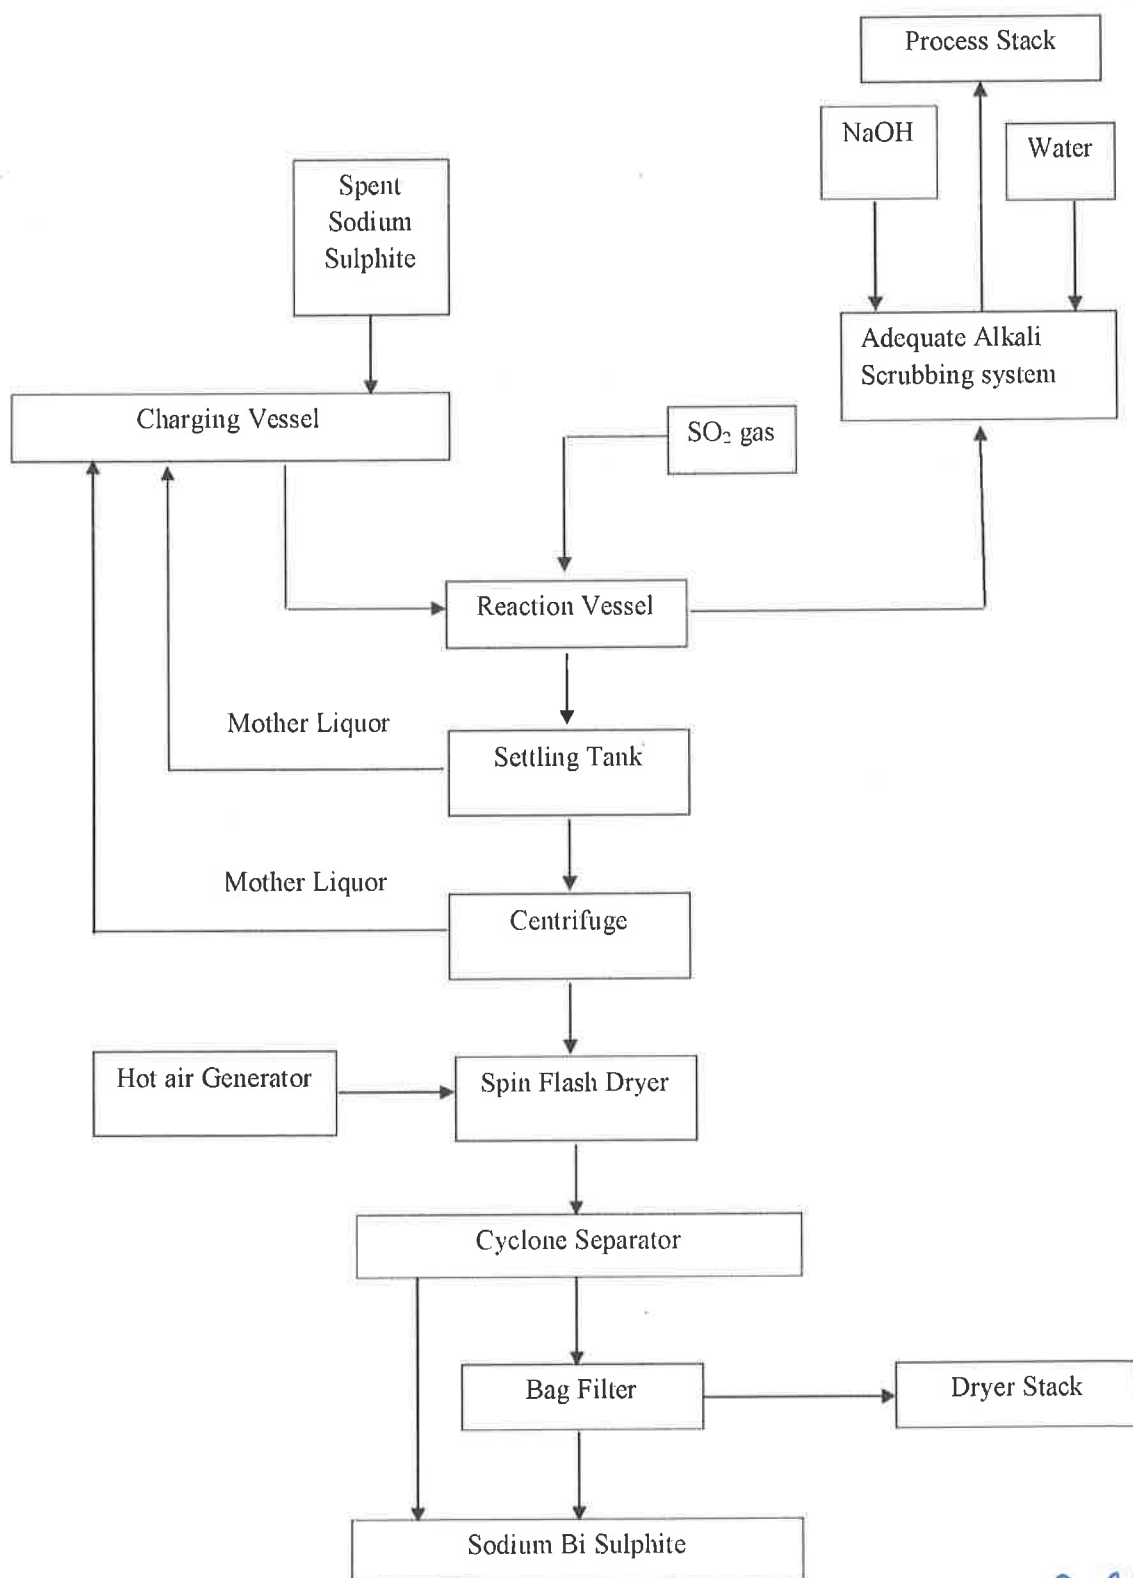 Process Stack
NaOH
Water
Spent
Sodium
Sulphite
Adequate Alkali
Scrubbing system
Charging Vessel
SO₂ gas
Reaction Vessel
Mother Liquor
Settling Tank
Mother Liquor
Centrifuge
Hot air Generator
Spin Flash Dryer
Cyclone Separator
Bag Filter
Dryer Stack
Sodium Bi Sulphite